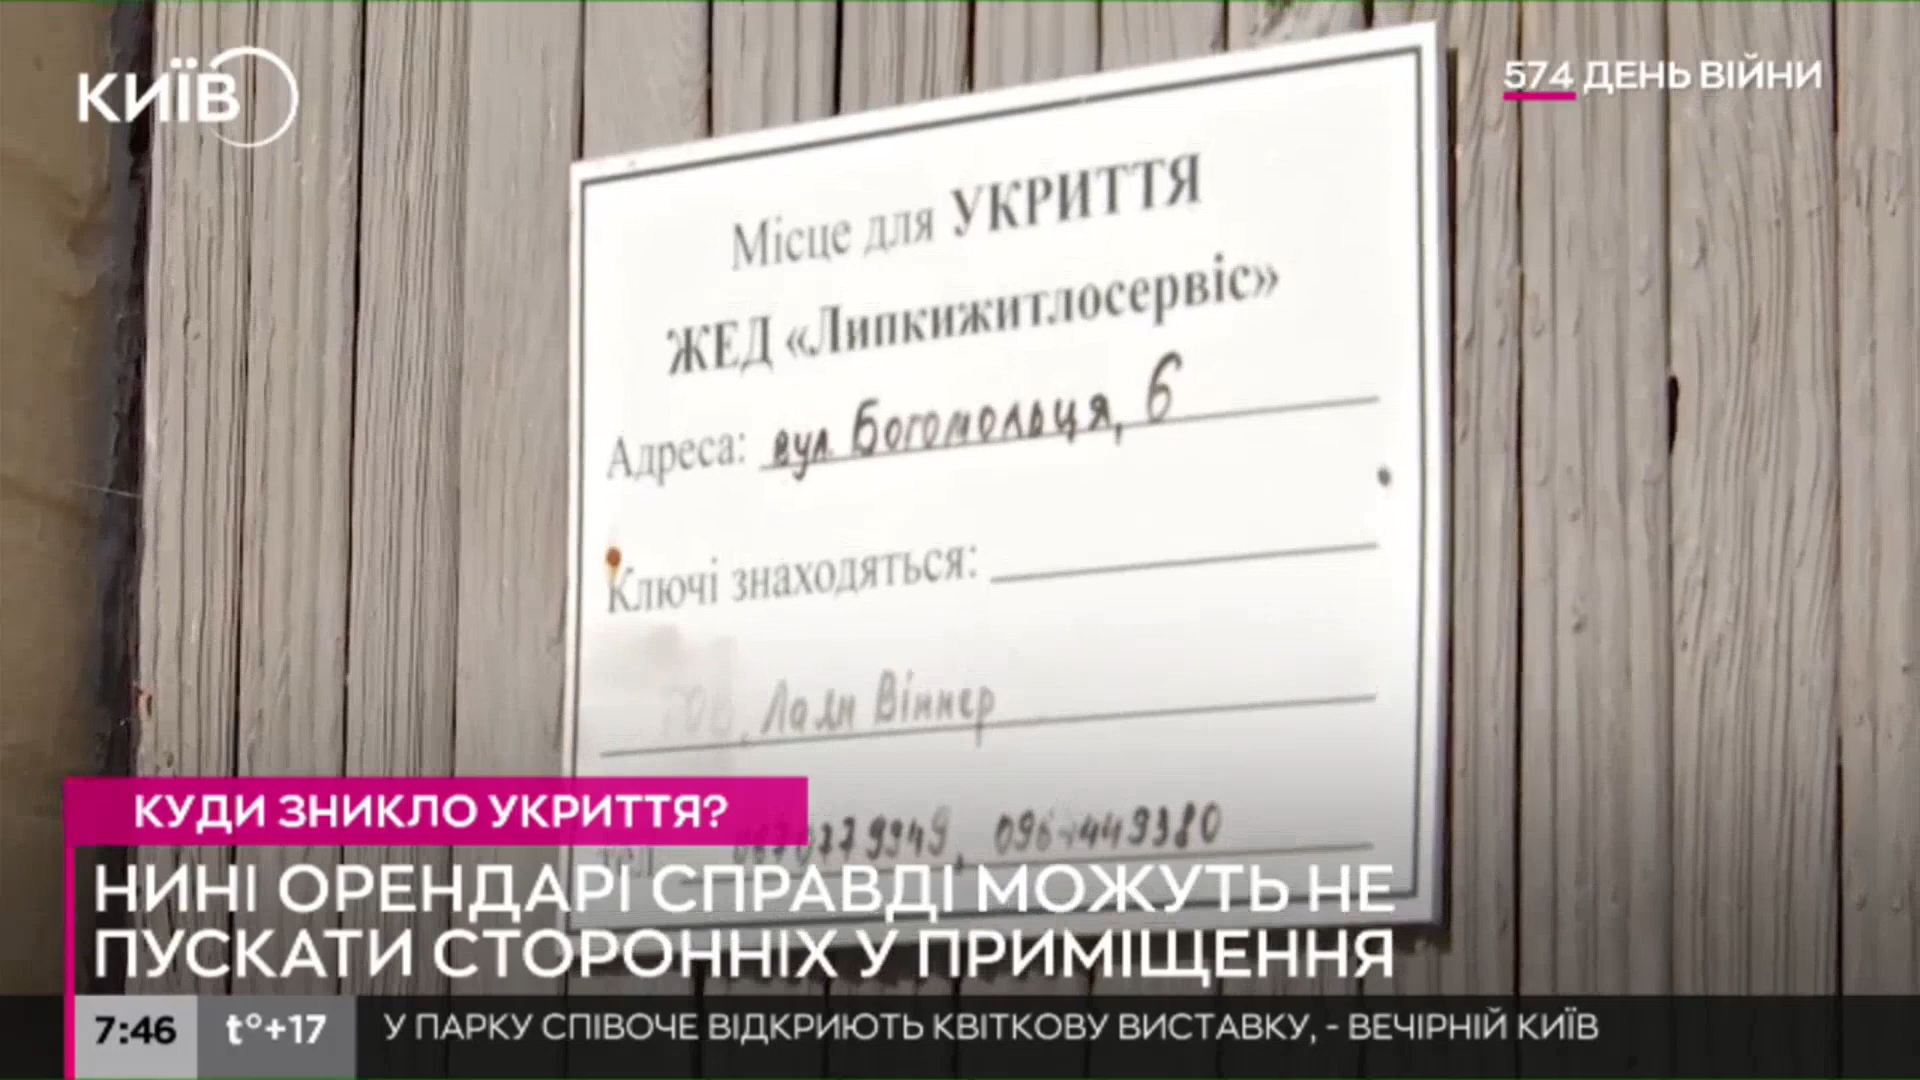 КИЇВ
574 ДЕНЬ ВІЙНИ
Місце для УКРИТТЯ
ЖЕД «Липкижитлосервіс»
Адреса: вул Богомольця, 6
Ключі знаходяться:
Лаян Віннер
КУДИ ЗНИКЛО УКРИТТЯ?
НИНІ ОРЕНДАРІ СПРАВДІ МОЖУТЬ НЕ
ПУСКАТИ СТОРОННІХ У ПРИМІЩЕННЯ
7:46 t°+17 У ПАРКУ СПІВОЧЕ ВІДКРИЮТЬ КВІТКОВУ ВИСТАВКУ, - ВЕЧІРНІЙ КИЇВ